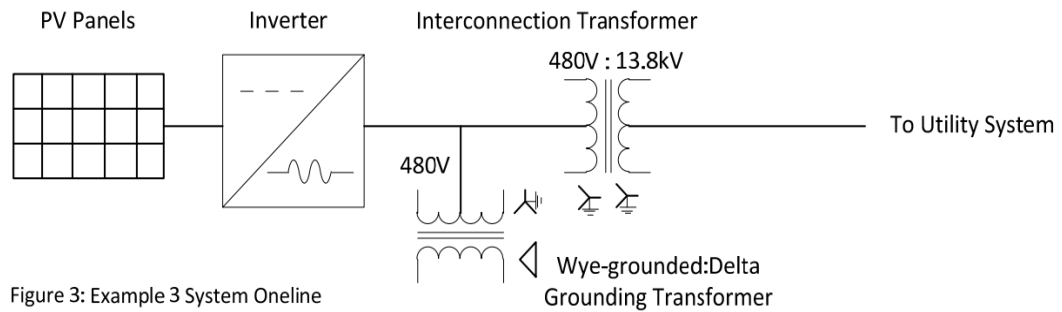 PV Panels
Inverter
Interconnection Transformer
480V : 13.8kV
To Utility System
480V
Wye-grounded:Delta
Grounding Transformer
Figure 3: Example 3 System Oneline